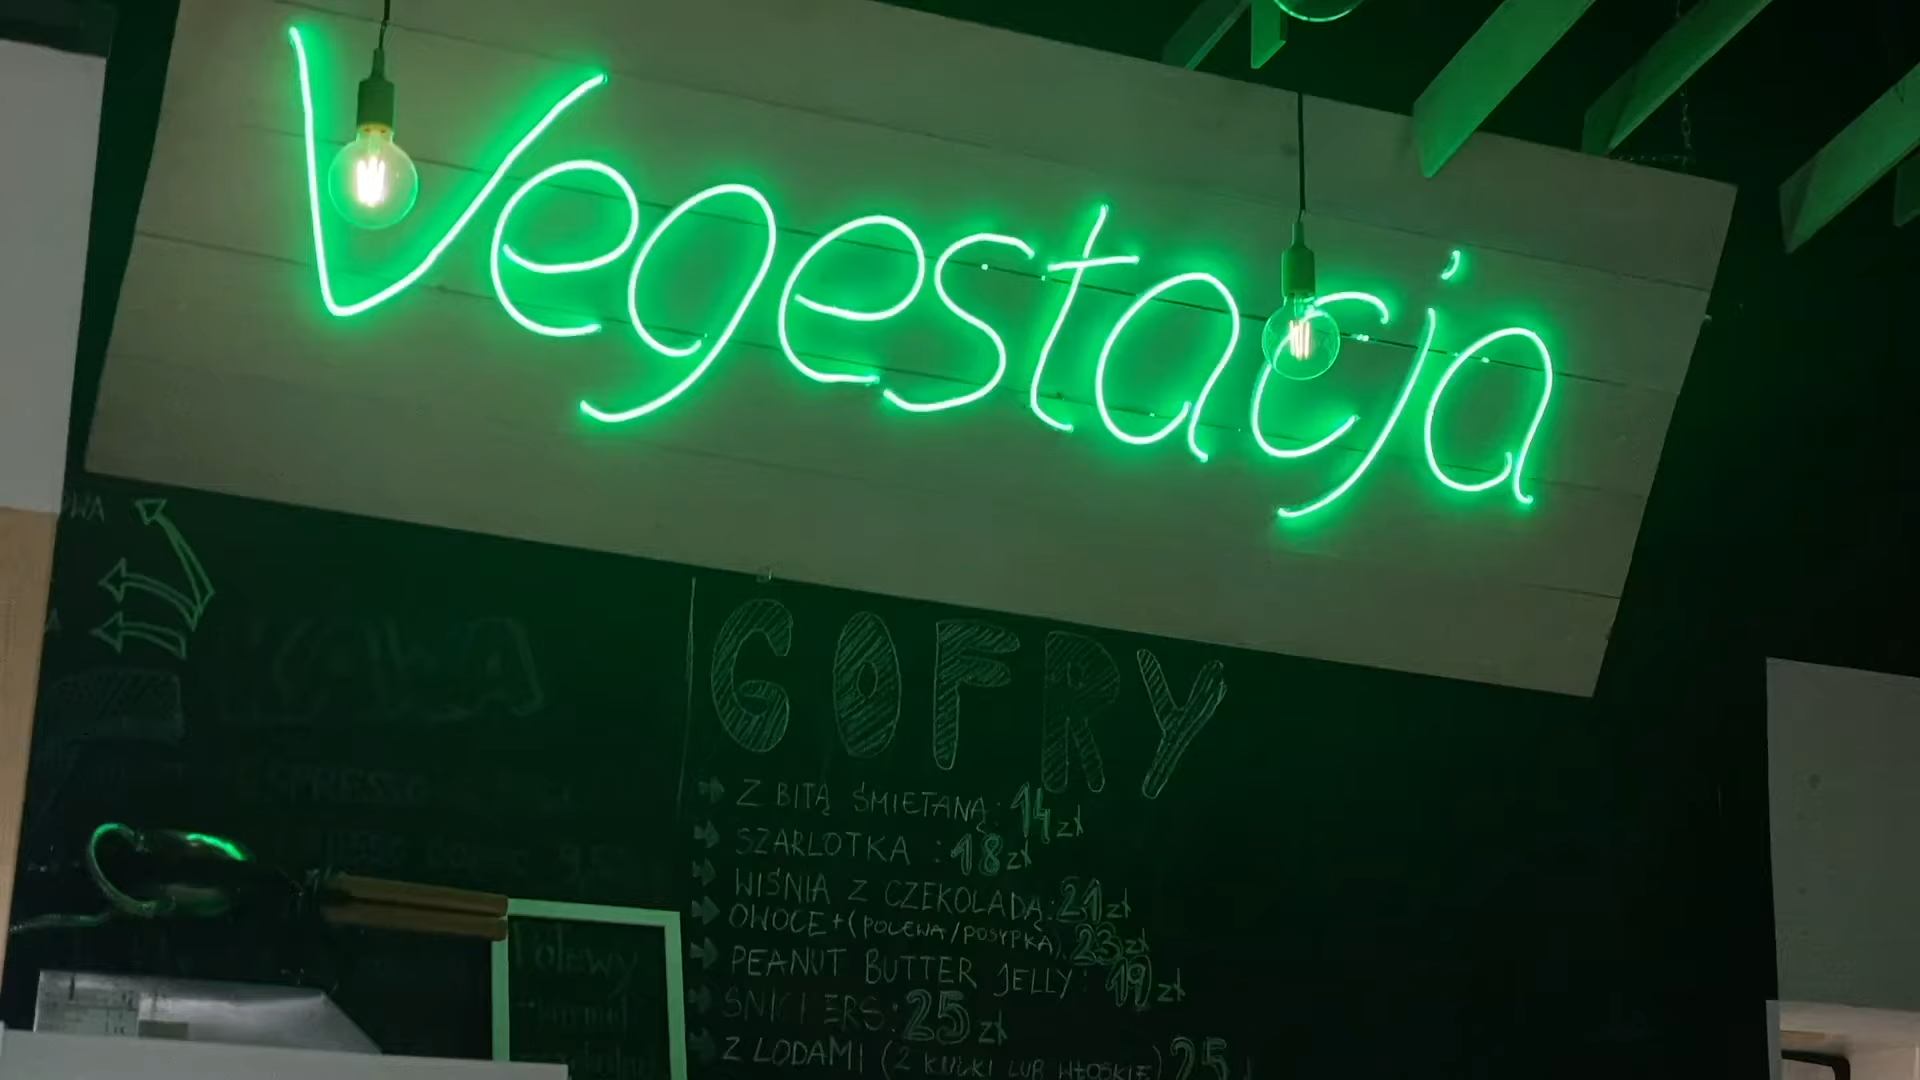 Vegestacja
KAWA
GOFRY
Z BITĄ ŚMIETANĄ: 14 zł
SZARLOTKA : 18 zł
WIŚNIA Z CZEKOLADĄ: 21 zł
OWOCE + (POLEWA/POSYPKA) 23 zł
PEANUT BUTTER JELLY: 19 zł
SNICKERS: 25 zł
Z LODAMI (2 KULKI LUB WŁOSKIE) 25
Polewy